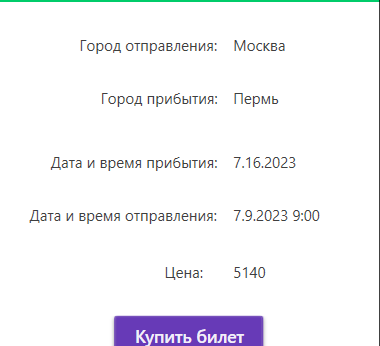 Город отправления: Москва
Город прибытия: Пермь
Дата и время прибытия: 7.16.2023
Дата и время отправления: 7.9.2023 9:00
Цена: 5140
Купить билет